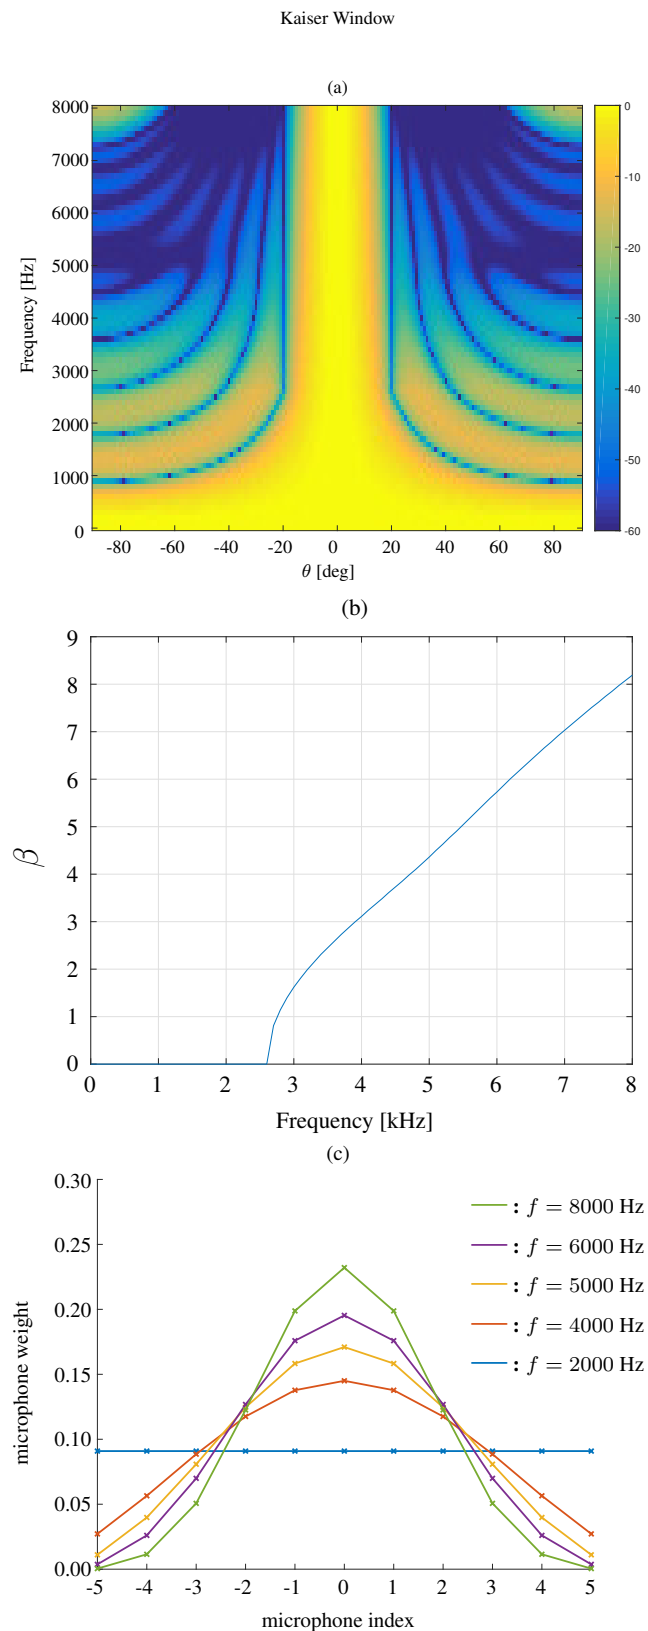 Kaiser Window
(a)
8000
7000
6000
5000
4000
3000
2000
1000
0
Frequency [Hz]
-80 -60 -40 -20 0 20 40 60 80
θ [deg]
0
-10
-20
-30
-40
-50
-60
(b)
9
8
7
6
5
4
3
2
1
0
β
0 1 2 3 4 5 6 7 8
Frequency [kHz]
(c)
0.30
0.25
0.20
0.15
0.10
0.05
0.00
microphone weight
: f = 8000 Hz
: f = 6000 Hz
: f = 5000 Hz
: f = 4000 Hz
: f = 2000 Hz
-5 -4 -3 -2 -1 0 1 2 3 4 5
microphone index